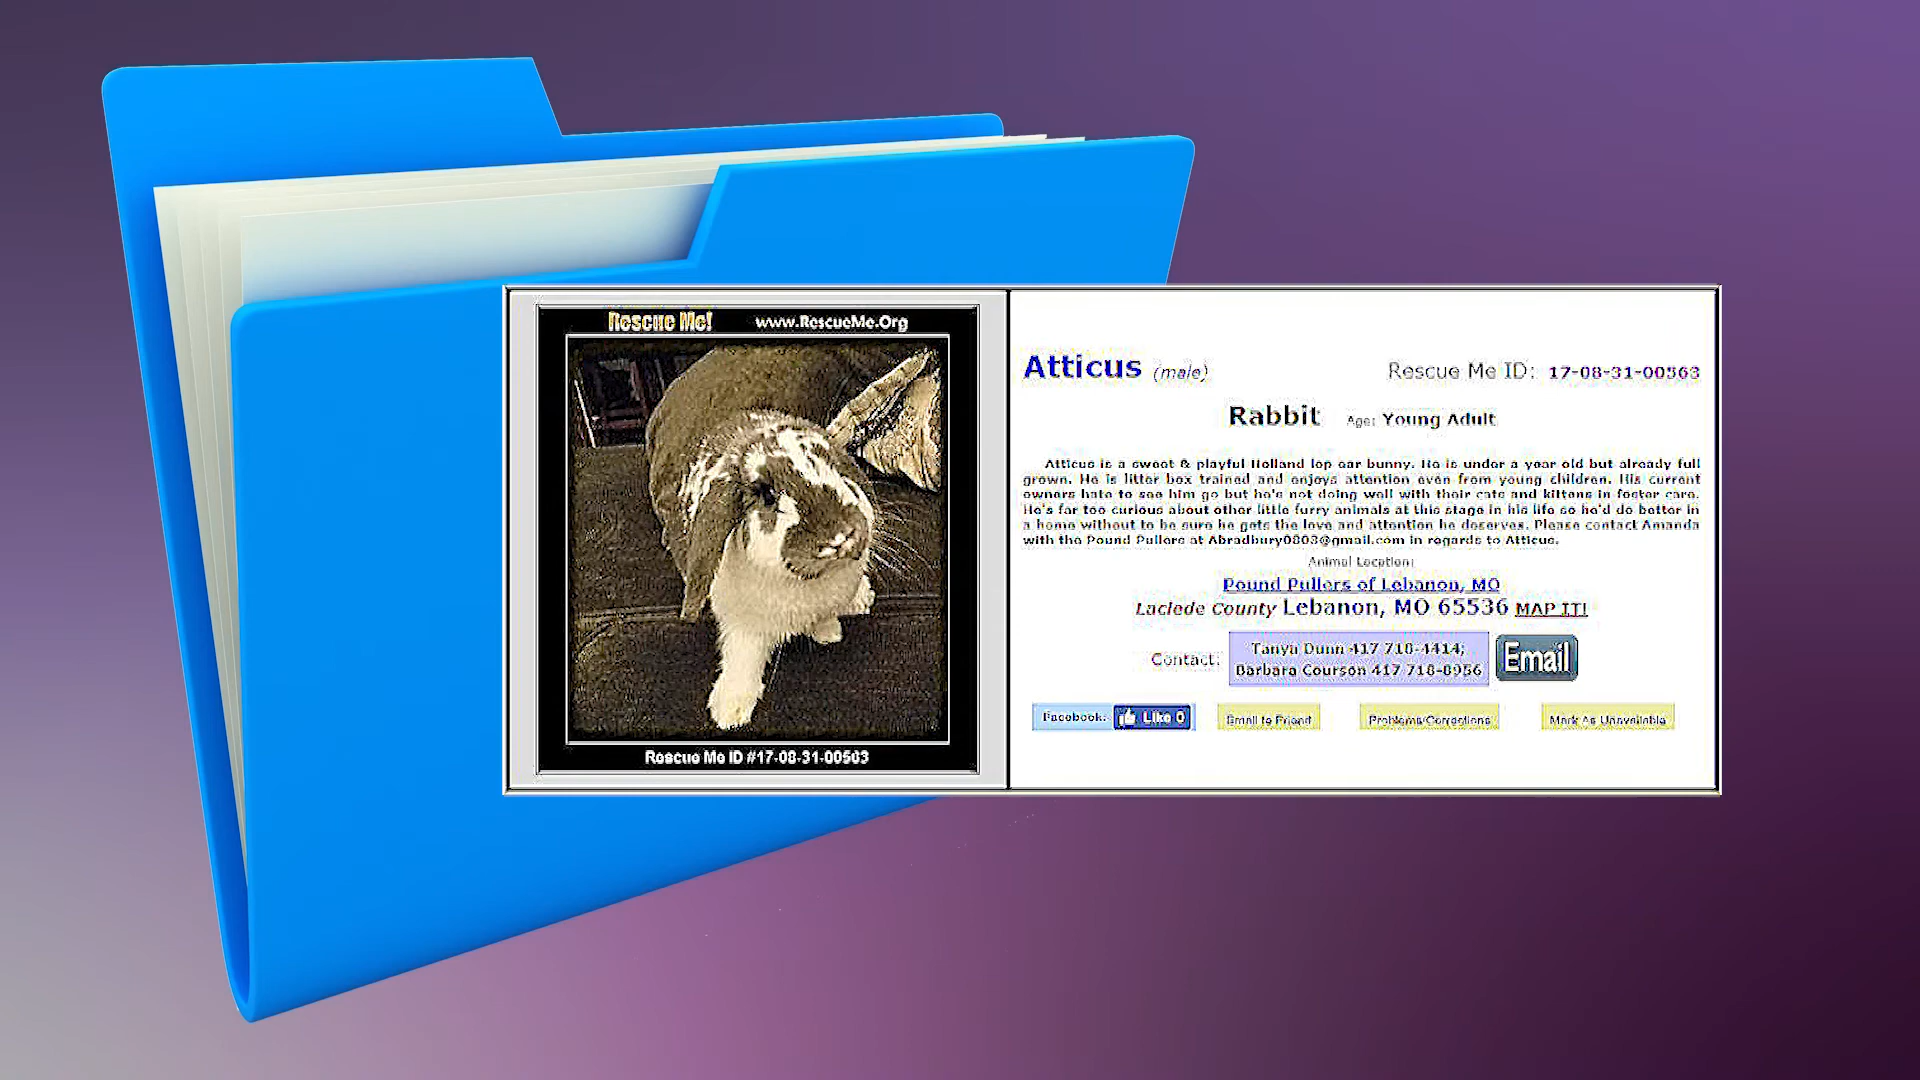 Rescue Me! www.RescueMe.Org
Rescue Me ID #17-08-31-00563
Atticus (male) Rescue Me ID: 17-08-31-00563
Rabbit Age: Young Adult
Atticus is a sweet & playful Holland lop ear bunny. He is under a year old but already full
grown. He is litter box trained and enjoys attention even from young children. His current
owners hate to see him go but he's not doing well with their cats and kittens in foster care.
He's far too curious about other little furry animals at this stage in his life so he'd do better in
a home without to be sure he gets the love and attention he deserves. Please contact Amanda
with the Pound Pullers at Abradbury0803@gmail.com in regards to Atticus.
Animal Location:
Pound Pullers of Lebanon, MO
Laclede County Lebanon, MO 65536 MAP IT!
Contact: Tanya Dunn 417 718-4414;
Barbara Courson 417 718-8956
Email
Facebook: Like 0 Email to Friend Problems/Corrections Mark As Unavailable